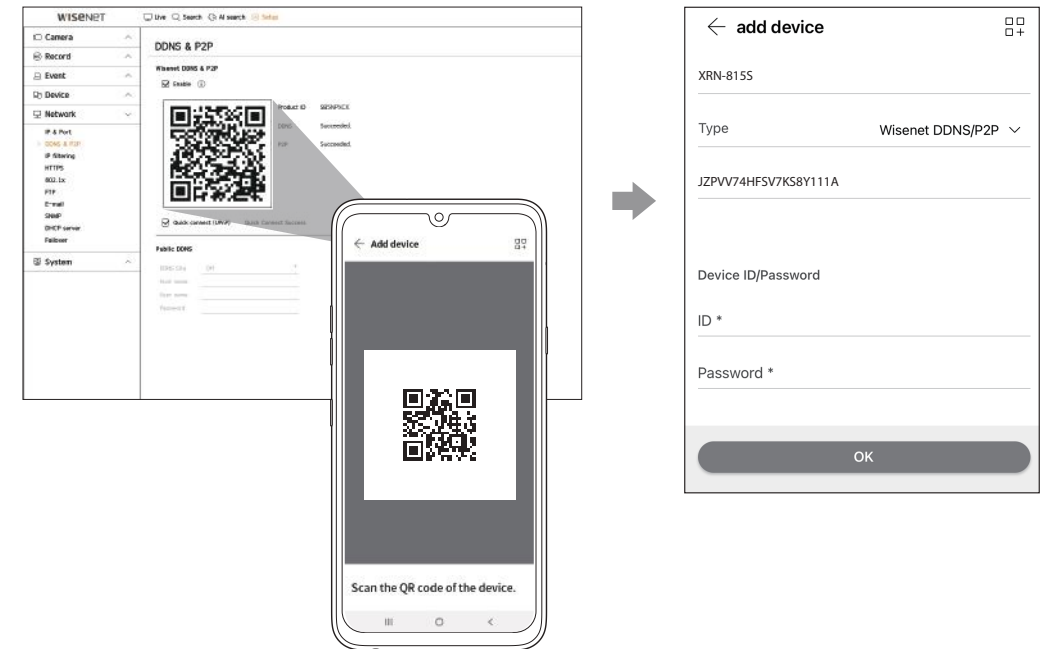 WISENET
Live Search AI search Setup
Camera
Record
Event
Device
Network
IP & Port
DDNS & P2P
IP filtering
HTTPS
802.1x
FTP
E-mail
SNMP
DHCP server
Failover
System
DDNS & P2P
Wisenet DDNS & P2P
Enable
Product ID
DDNS Succeeded.
P2P Succeeded.
Quick connect (UPnP) Quick Connect Success
Public DDNS
DDNS Site Off
Host name
User name
Password
Add device
Scan the QR code of the device.
add device
XRN-815S
Type Wisenet DDNS/P2P
JZPVV74HFSV7KS8Y111A
Device ID/Password
ID *
Password *
OK